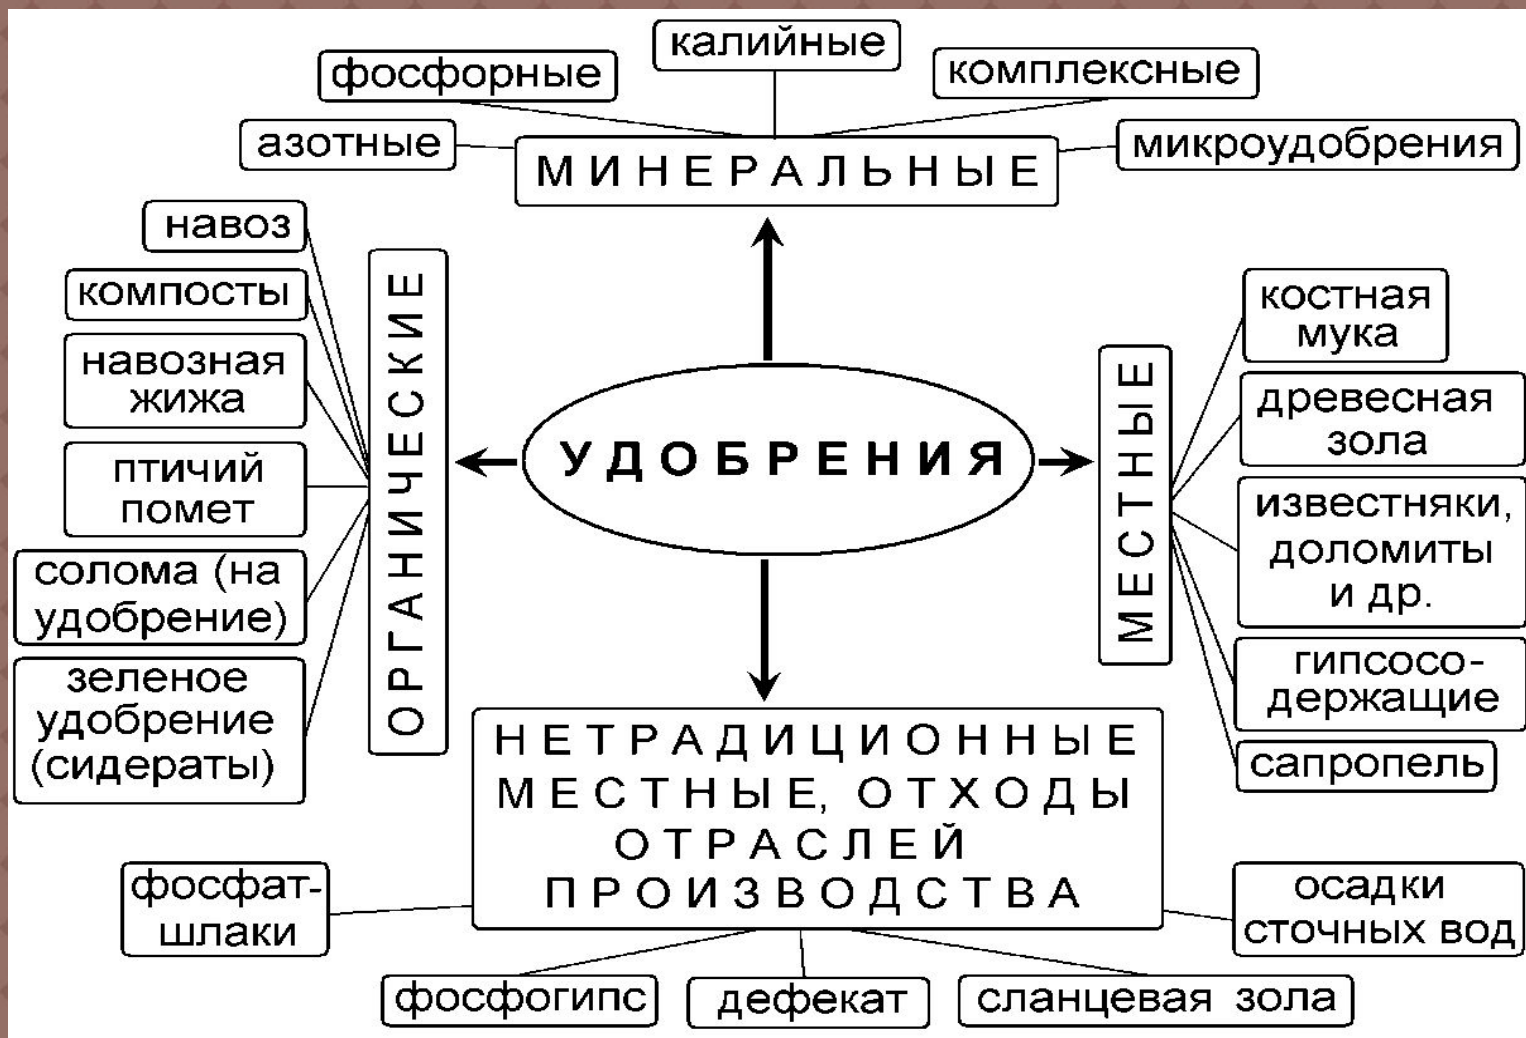 калийные
фосфорные
комплексные
азотные
микроудобрения
МИНЕРАЛЬНЫЕ
навоз
компосты
навозная
жижа
птичий
помет
солома (на
удобрение)
зеленое
удобрение
(сидераты)
ОРГАНИЧЕСКИЕ
УДОБРЕНИЯ
МЕСТНЫЕ
костная
мука
древесная
зола
известняки,
доломиты
и др.
гипсосо-
держащие
сапропель
НЕТРАДИЦИОННЫЕ
МЕСТНЫЕ, ОТХОДЫ
ОТРАСЛЕЙ
ПРОИЗВОДСТВА
фосфат-
шлаки
фосфогипс
дефекат
сланцевая зола
осадки
сточных вод